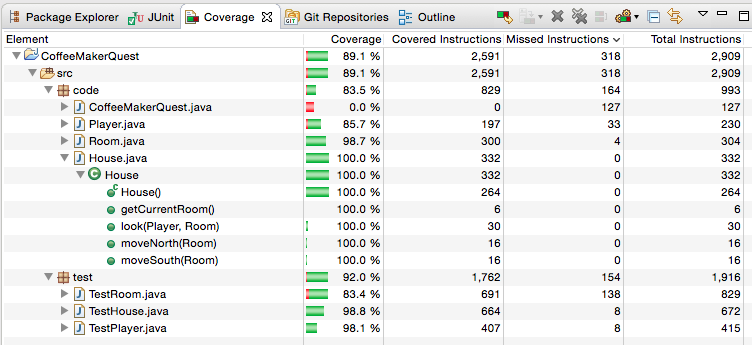 Package Explorer JUnit Coverage Git Repositories Outline
Element Coverage Covered Instructions Missed Instructions Total Instructions
CoffeeMakerQuest 89.1 % 2,591 318 2,909
src 89.1 % 2,591 318 2,909
code 83.5 % 829 164 993
CoffeeMakerQuest.java 0.0 % 0 127 127
Player.java 85.7 % 197 33 230
Room.java 98.7 % 300 4 304
House.java 100.0 % 332 0 332
House 100.0 % 332 0 332
House() 100.0 % 264 0 264
getCurrentRoom() 100.0 % 6 0 6
look(Player, Room) 100.0 % 30 0 30
moveNorth(Room) 100.0 % 16 0 16
moveSouth(Room) 100.0 % 16 0 16
test 92.0 % 1,762 154 1,916
TestRoom.java 83.4 % 691 138 829
TestHouse.java 98.8 % 664 8 672
TestPlayer.java 98.1 % 407 8 415